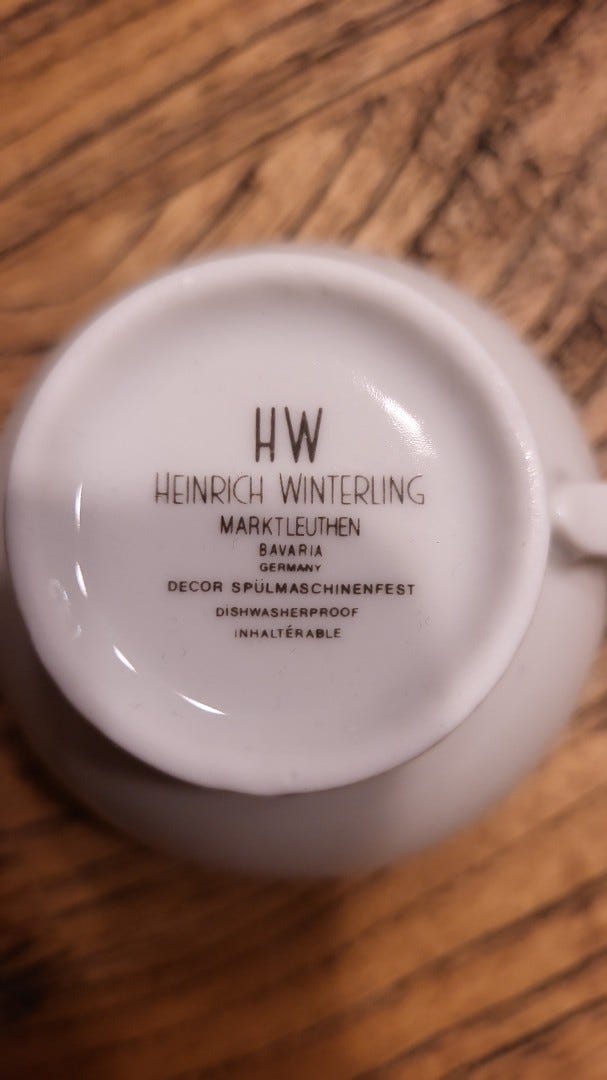 HW
HEINRICH WINTERLING
MARKTLEUTHEN
BAVARIA
GERMANY
DECOR SPÜLMASCHINENFEST
DISHWASHERPROOF
INHALTÉRABLE